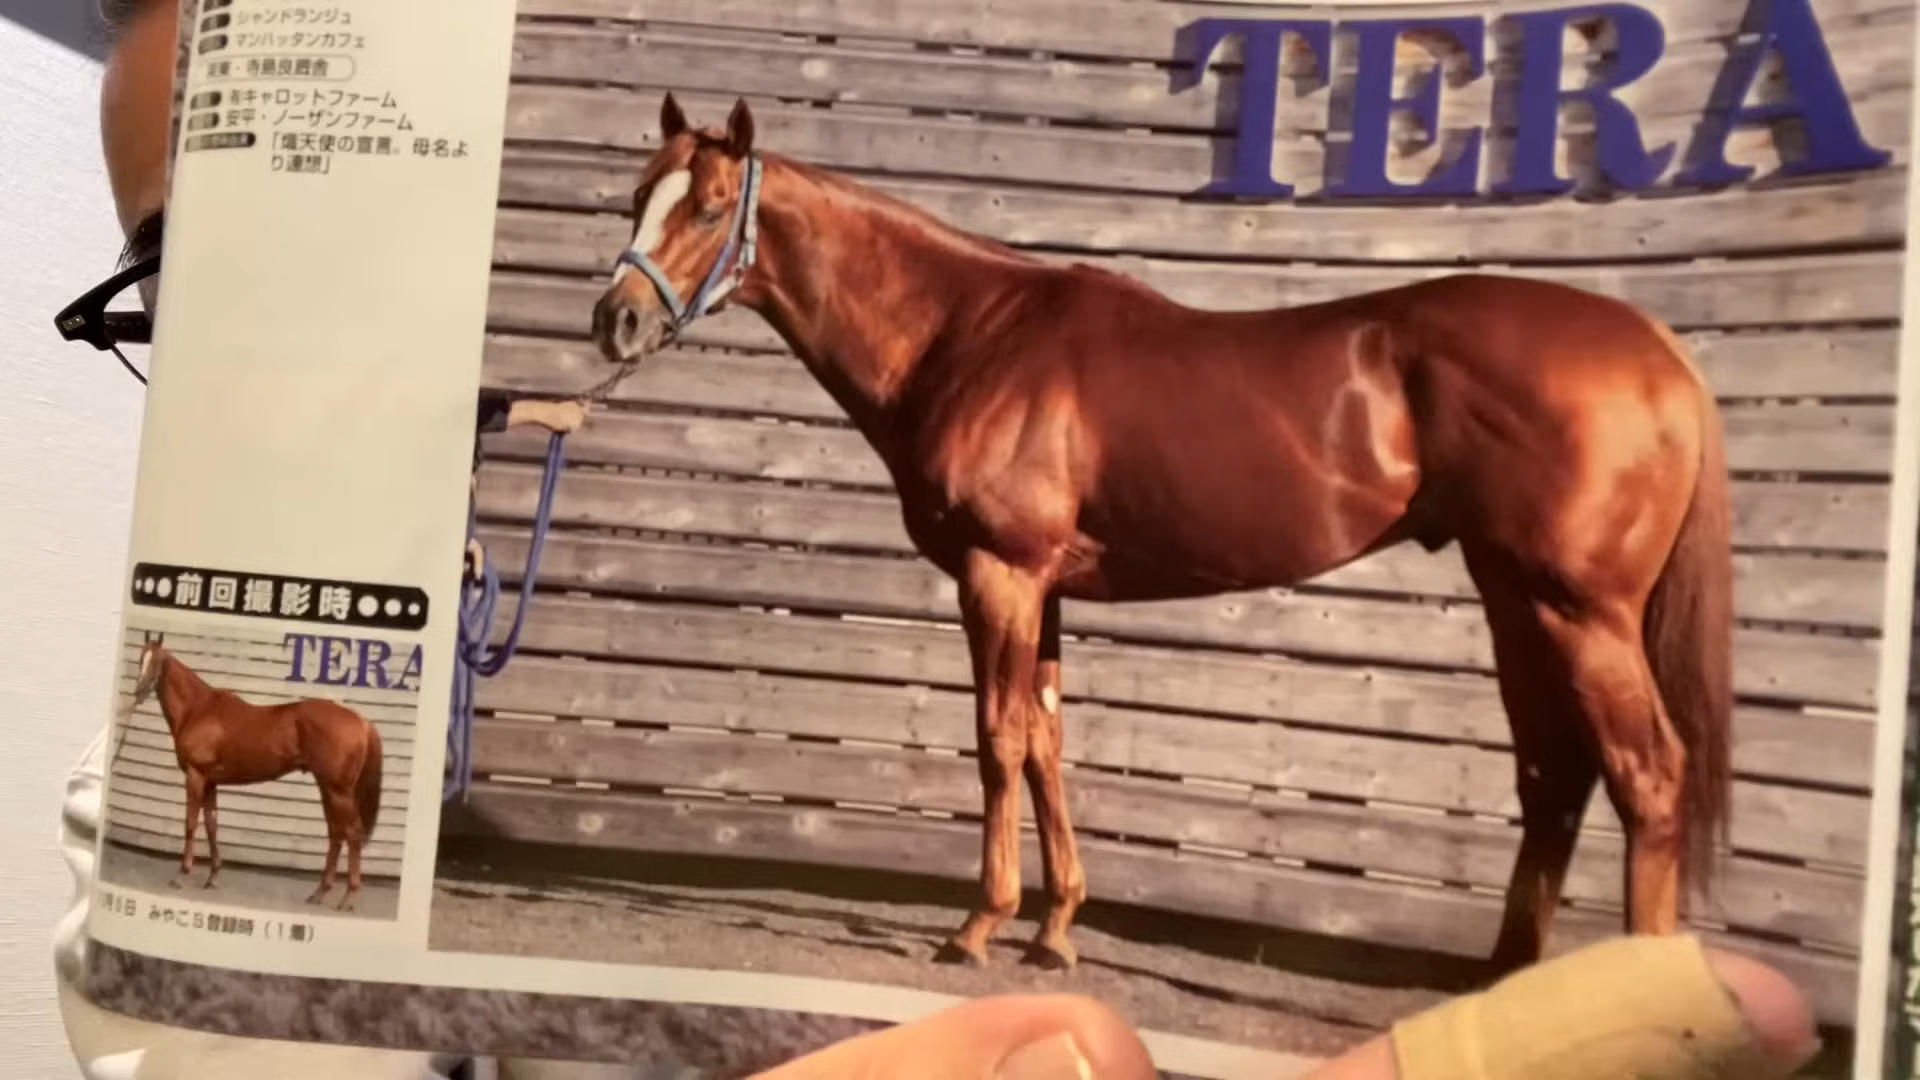 シャンドランジュ
マンハッタンカフェ
栗東・寺島良厩舎
㈲キャロットファーム
安平・ノーザンファーム
「熾天使の宣言。母名よ
り連想」
TERA
●●●前回撮影時●●●
TERA
みやこS登録時（1着）